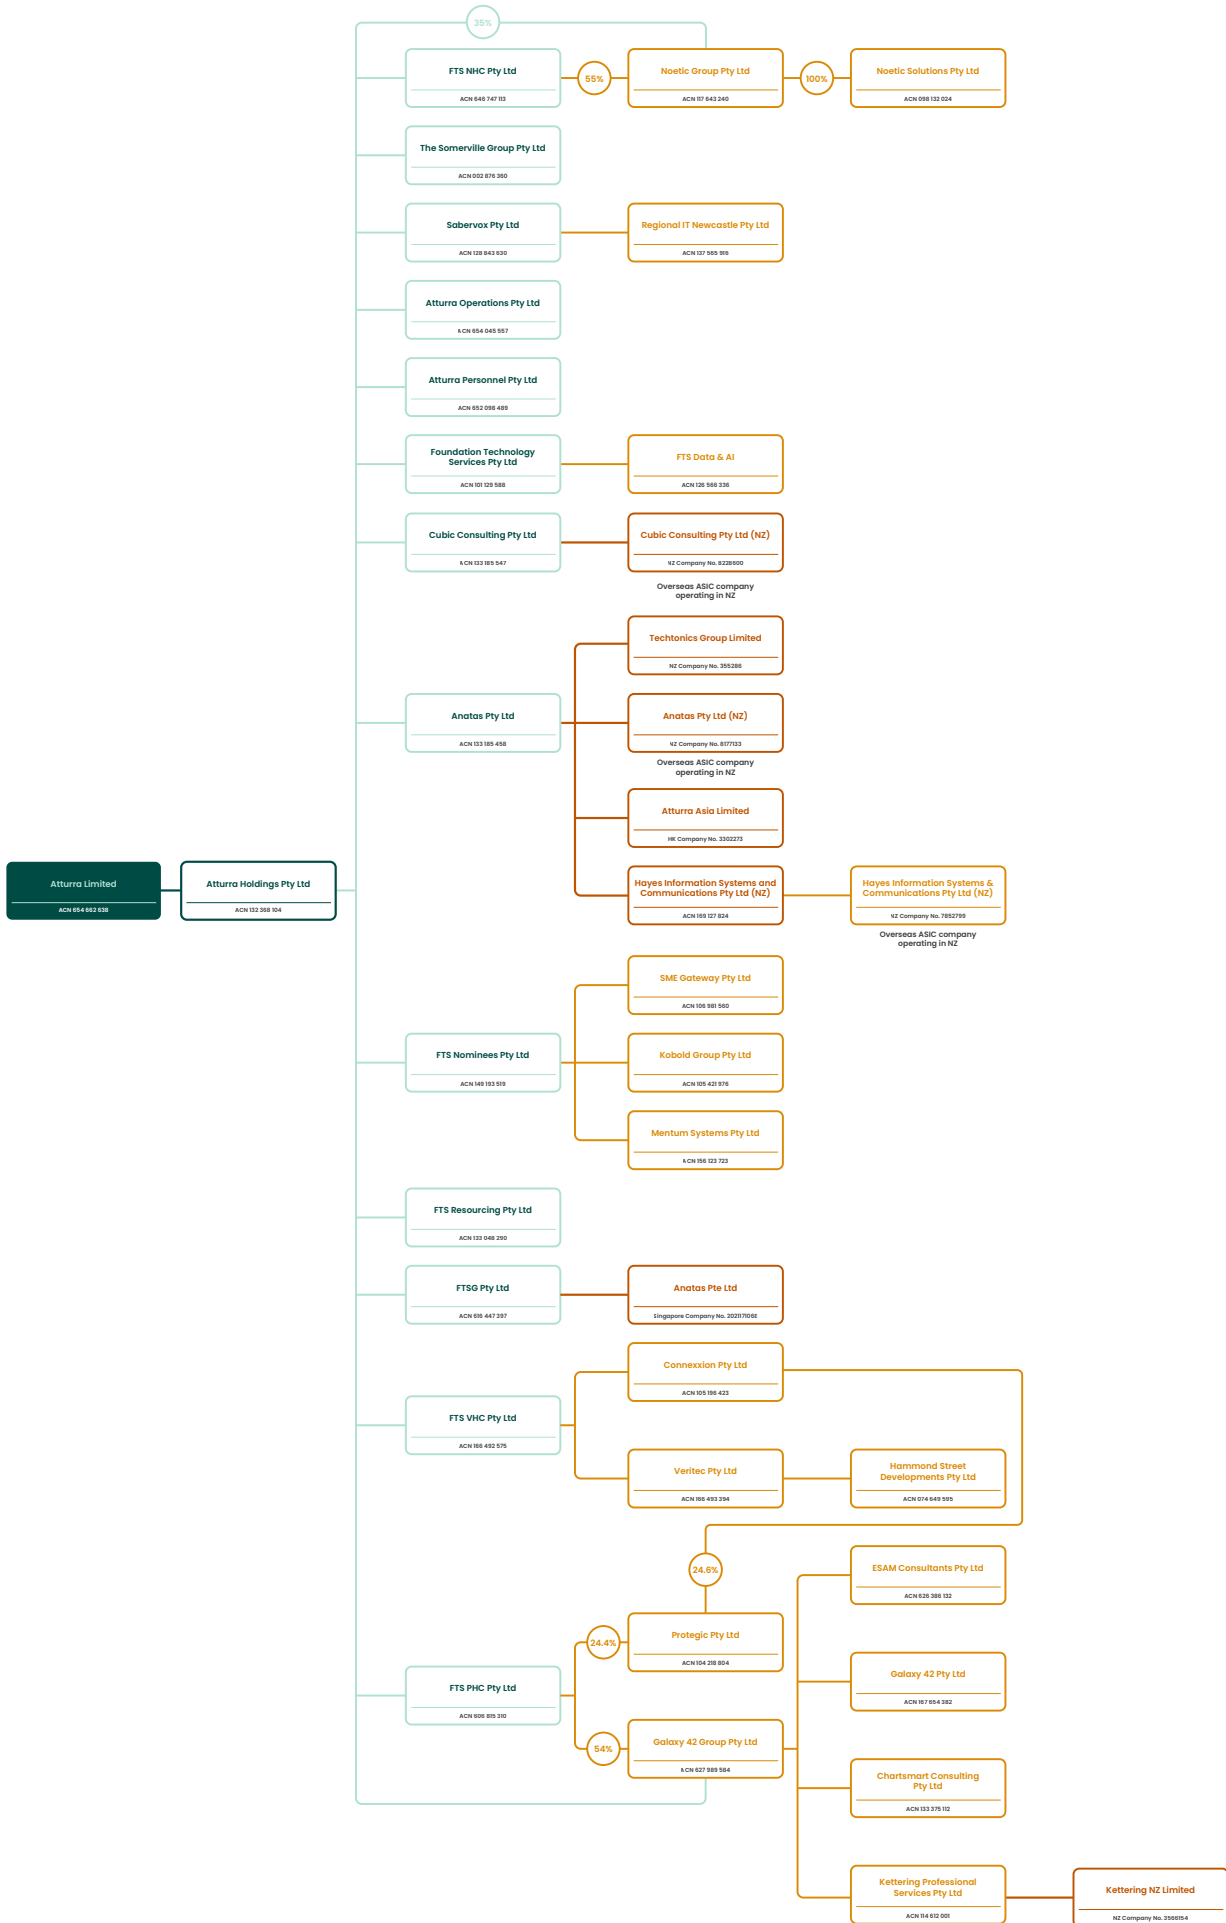 35%
FTS NHC Pty Ltd
ACN 646 747 113
55%
Noetic Group Pty Ltd
ACN 117 643 240
100%
Noetic Solutions Pty Ltd
ACN 098 132 024
The Somerville Group Pty Ltd
ACN 002 876 360
Sabervox Pty Ltd
ACN 128 843 630
Regional IT Newcastle Pty Ltd
ACN 137 565 916
Atturra Operations Pty Ltd
ACN 654 045 557
Atturra Personnel Pty Ltd
ACN 652 098 489
Foundation Technology
Services Pty Ltd
ACN 101 129 588
FTS Data & AI
ACN 126 566 336
Cubic Consulting Pty Ltd
ACN 133 185 547
Cubic Consulting Pty Ltd (NZ)
NZ Company No. 8228600
Overseas ASIC company
operating in NZ
Techtonics Group Limited
NZ Company No. 355286
Anatas Pty Ltd
ACN 133 185 458
Anatas Pty Ltd (NZ)
NZ Company No. 8177133
Overseas ASIC company
operating in NZ
Atturra Asia Limited
HK Company No. 3302273
Atturra Limited
ACN 654 662 638
Atturra Holdings Pty Ltd
ACN 132 368 104
Hayes Information Systems and
Communications Pty Ltd (NZ)
ACN 169 127 824
Hayes Information Systems &
Communications Pty Ltd (NZ)
NZ Company No. 7852799
Overseas ASIC company
operating in NZ
SME Gateway Pty Ltd
ACN 106 981 560
FTS Nominees Pty Ltd
ACN 149 193 519
Kobold Group Pty Ltd
ACN 105 421 976
Mentum Systems Pty Ltd
ACN 156 123 723
FTS Resourcing Pty Ltd
ACN 133 048 290
FTSG Pty Ltd
ACN 616 447 397
Anatas Pte Ltd
Singapore Company No. 202117106E
Connexxion Pty Ltd
ACN 105 196 423
FTS VHC Pty Ltd
ACN 166 492 575
Veritec Pty Ltd
ACN 166 493 394
Hammond Street
Developments Pty Ltd
ACN 074 649 595
24.6%
ESAM Consultants Pty Ltd
ACN 626 386 132
24.4%
Protegic Pty Ltd
ACN 104 218 804
Galaxy 42 Pty Ltd
ACN 167 654 382
FTS PHC Pty Ltd
ACN 606 815 310
54%
Galaxy 42 Group Pty Ltd
ACN 627 989 584
Chartsmart Consulting
Pty Ltd
ACN 133 375 112
Kettering Professional
Services Pty Ltd
ACN 114 612 001
Kettering NZ Limited
NZ Company No. 3566154